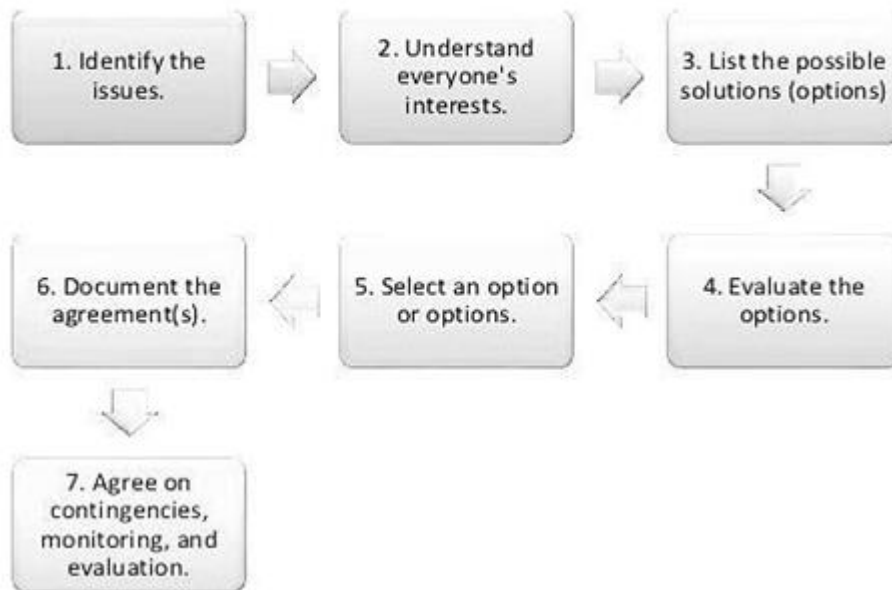 1. Identify the
issues.
2. Understand
everyone's
interests.
3. List the possible
solutions (options)
4. Evaluate the
options.
5. Select an option
or options.
6. Document the
agreement(s).
7. Agree on
contingencies,
monitoring, and
evaluation.